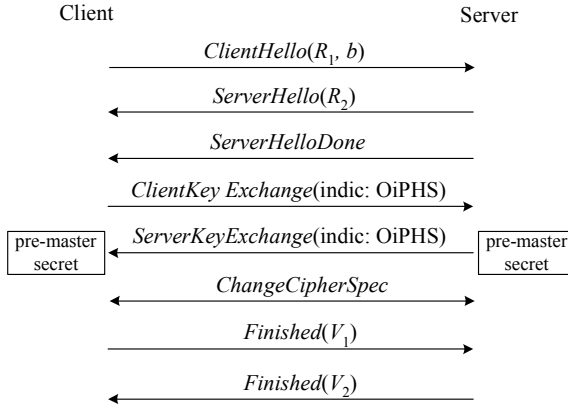 Client
Server
ClientHello(R1, b)
ServerHello(R2)
ServerHelloDone
ClientKey Exchange(indic: OiPHS)
ServerKeyExchange(indic: OiPHS)
pre-master
secret
pre-master
secret
ChangeCipherSpec
Finished(V1)
Finished(V2)